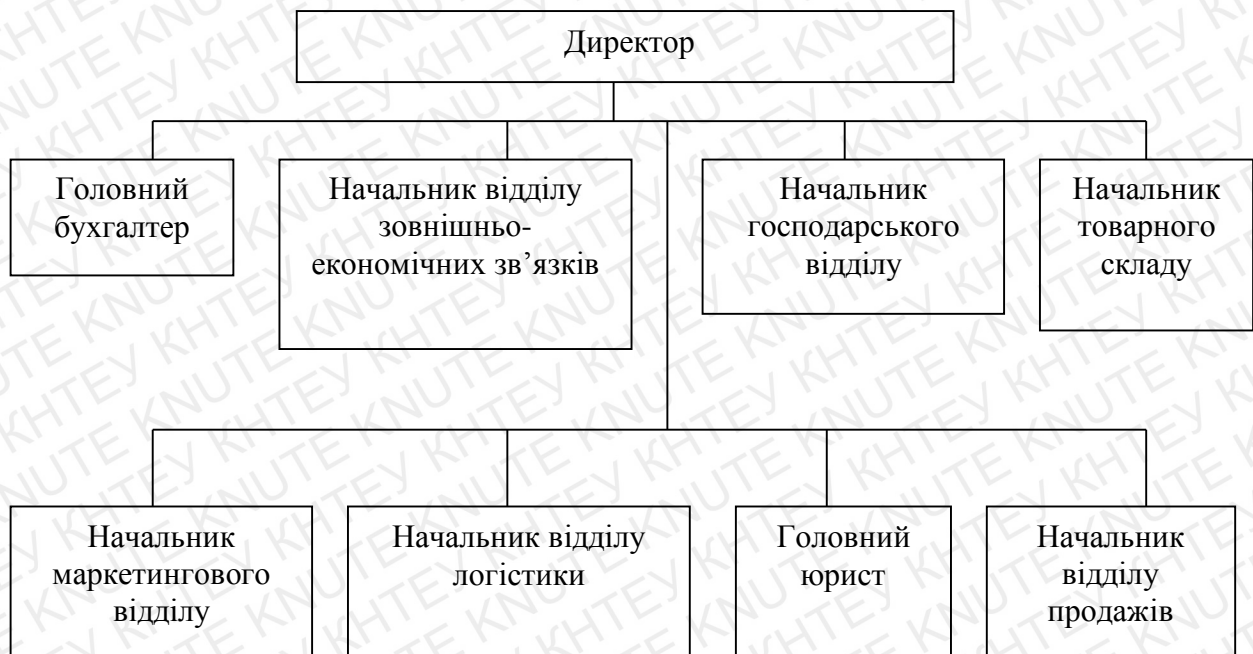 Директор
Головний
бухгалтер
Начальник відділу
зовнішньо-
економічних зв’язків
Начальник
господарського
відділу
Начальник
товарного
складу
Начальник
маркетингового
відділу
Начальник відділу
логістики
Головний
юрист
Начальник
відділу
продажів